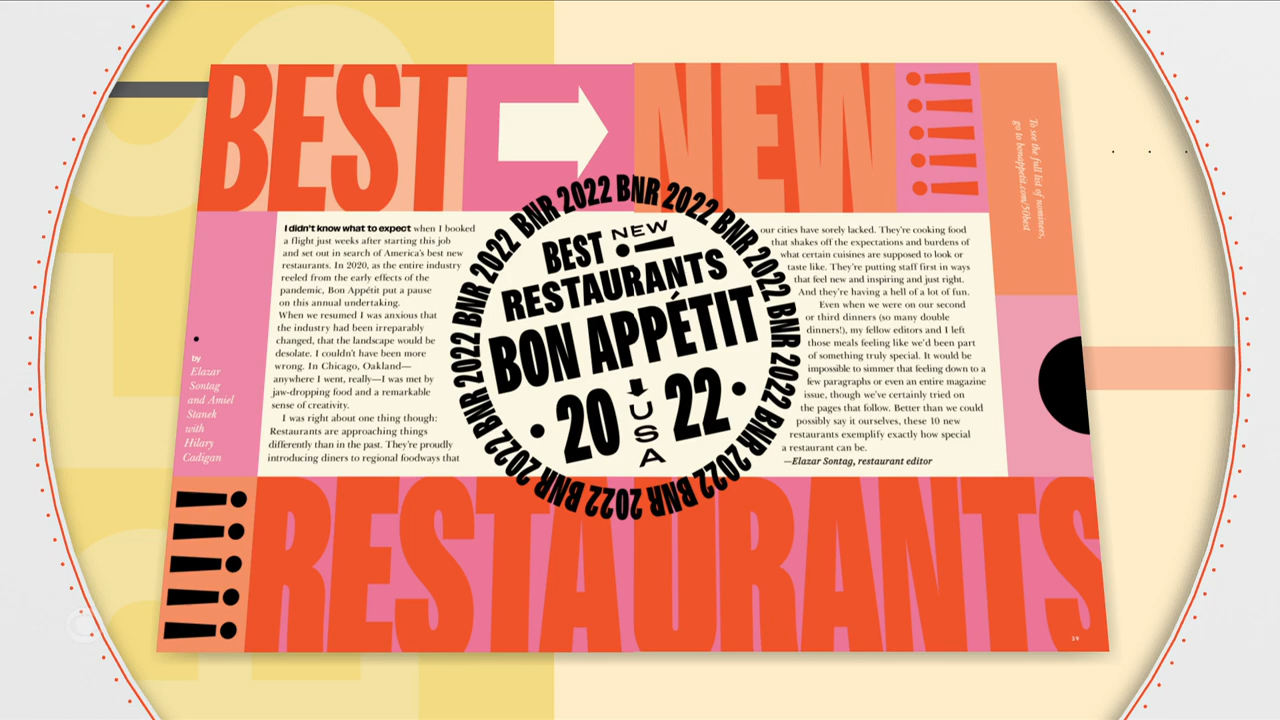 BEST NEW !!!!!
To see the full list of nominees,
go to bonappetit.com/50best
I didn't know what to expect when I booked
a flight just weeks after starting this job
and set out in search of America's best new
restaurants. In 2020, as the entire industry
reeled from the early effects of the
pandemic, Bon Appétit put a pause
on this annual undertaking.
When we resumed I was anxious that
the industry had been irreparably
changed, that the landscape would be
desolate. I couldn't have been more
wrong. In Chicago, Oakland—
anywhere I went, really—I was met by
jaw-dropping food and a remarkable
sense of creativity.
I was right about one thing though:
Restaurants are approaching things
differently than in the past. They're proudly
introducing diners to regional foodways that
by
Elazar
Sontag
and Amiel
Stanek
with
Hilary
Cadigan
BNR 2022 BNR 2022 BNR 2022 BNR 2022 BNR 2022 BNR 2022 BNR 2022 BNR 2022 BNR 2022 BNR 2022
BEST NEW
RESTAURANTS
BON APPÉTIT
• 20 USA 22 •
our cities have sorely lacked. They're cooking food
that shakes off the expectations and burdens of
what certain cuisines are supposed to look or
taste like. They're putting staff first in ways
that feel new and inspiring and just right.
And they're having a hell of a lot of fun.
Even when we were on our second
or third dinners (so many double
dinners!), my fellow editors and I left
those meals feeling like we'd been part
of something truly special. It would be
impossible to simmer that feeling down to a
few paragraphs or even an entire magazine
issue, though we've certainly tried on
the pages that follow. Better than we could
possibly say it ourselves, these 10 new
restaurants exemplify exactly how special
a restaurant can be.
—Elazar Sontag, restaurant editor
!!!!! RESTAURANTS
39